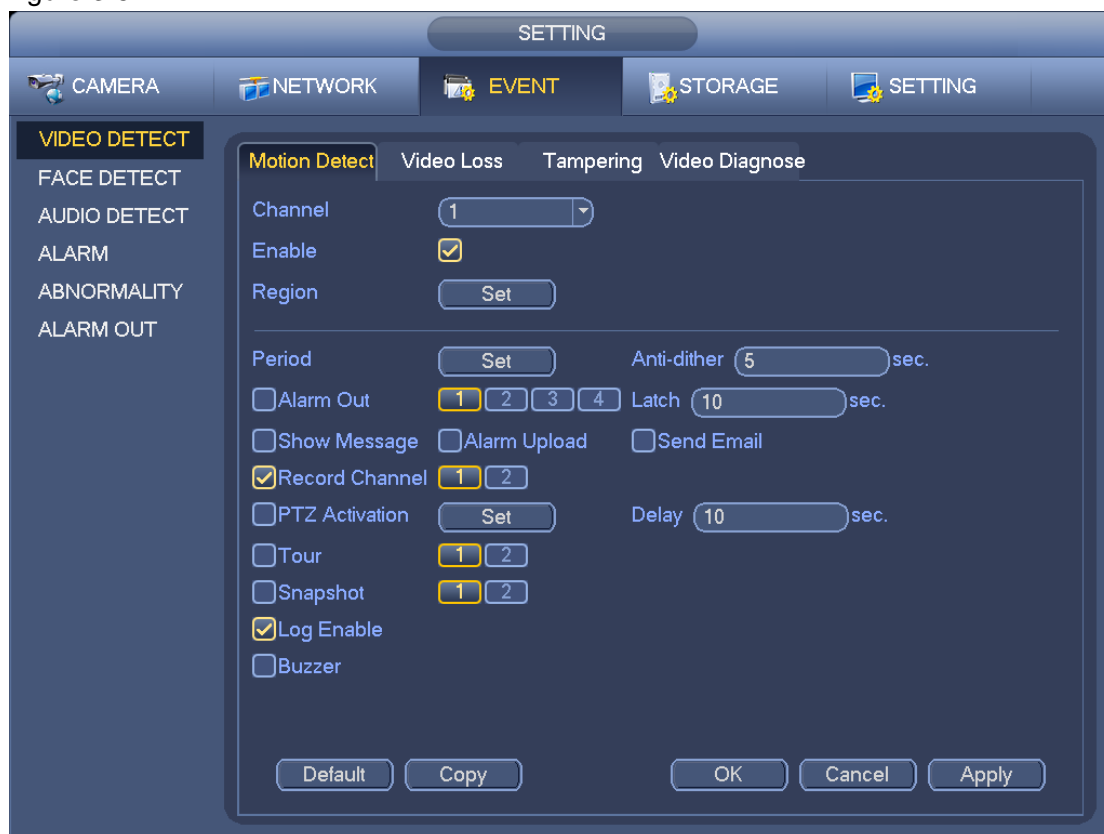 SETTING
CAMERA NETWORK EVENT STORAGE SETTING
VIDEO DETECT
FACE DETECT
AUDIO DETECT
ALARM
ABNORMALITY
ALARM OUT
Motion Detect Video Loss Tampering Video Diagnose
Channel 1
Enable
Region Set
Period Set Anti-dither 5 sec.
Alarm Out 1 2 3 4 Latch 10 sec.
Show Message Alarm Upload Send Email
Record Channel 1 2
PTZ Activation Set Delay 10 sec.
Tour 1 2
Snapshot 1 2
Log Enable
Buzzer
Default Copy OK Cancel Apply